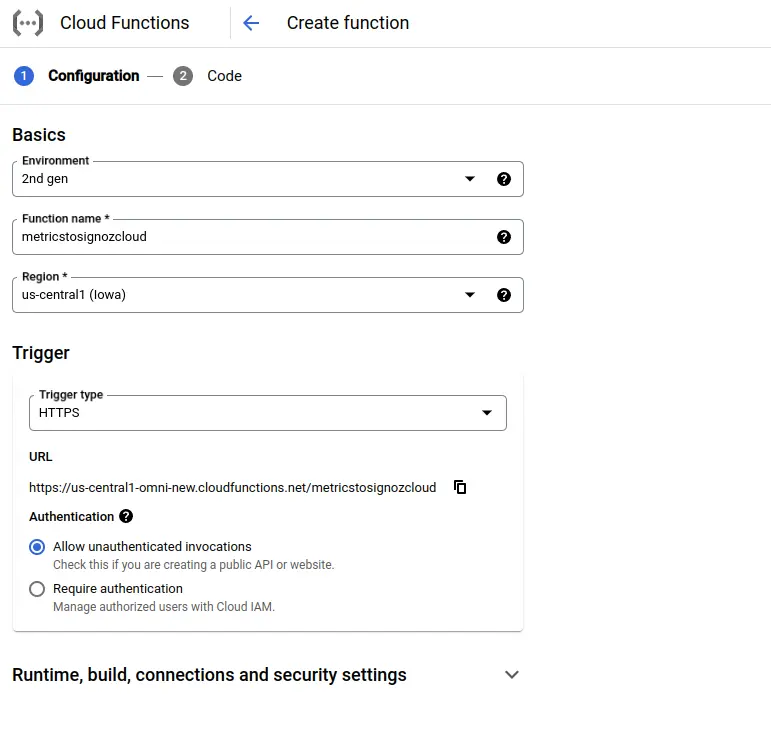 Cloud Functions
Create function
1 Configuration — 2 Code
Basics
Environment
2nd gen
Function name *
metricstosignozcloud
Region *
us-central1 (Iowa)
Trigger
Trigger type
HTTPS
URL
https://us-central1-omni-new.cloudfunctions.net/metricstosignozcloud
Authentication
Allow unauthenticated invocations
Check this if you are creating a public API or website.
Require authentication
Manage authorized users with Cloud IAM.
Runtime, build, connections and security settings